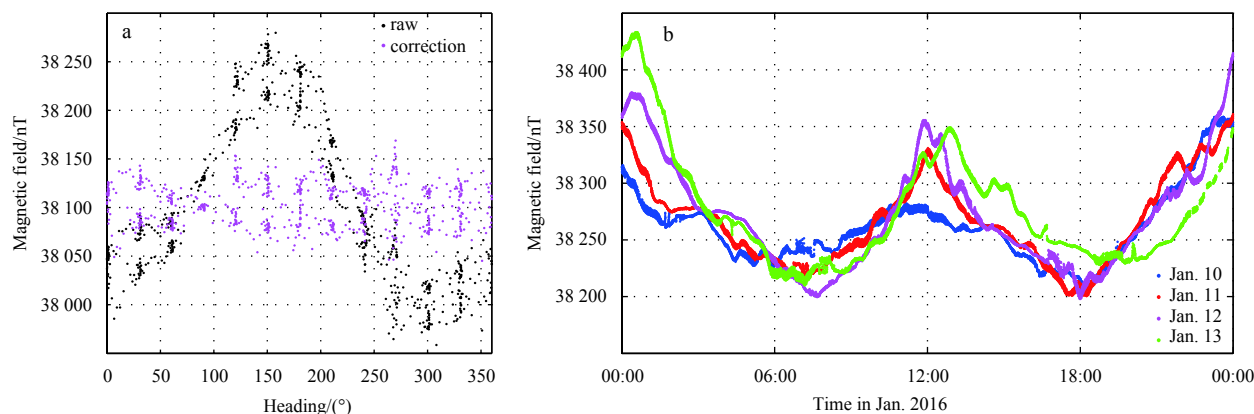 a
raw
correction
Magnetic field/nT
38 250
38 200
38 150
38 100
38 050
38 000
0 50 100 150 200 250 300 350
Heading/(°)
b
Magnetic field/nT
38 400
38 350
38 300
38 250
38 200
Jan. 10
Jan. 11
Jan. 12
Jan. 13
00:00 06:00 12:00 18:00 00:00
Time in Jan. 2016